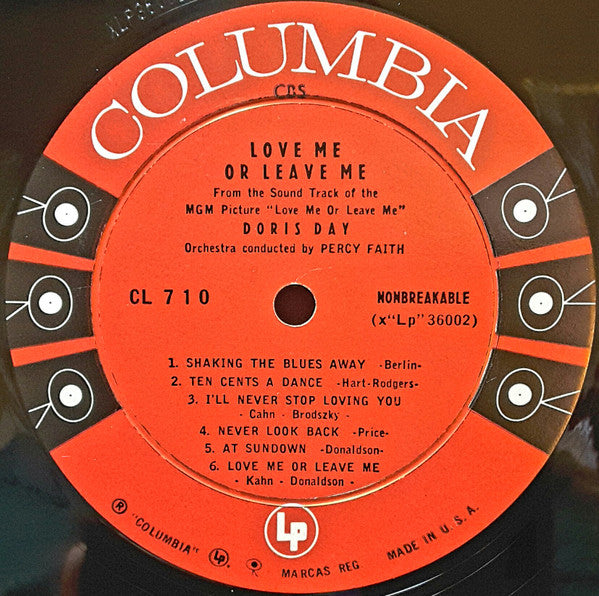 COLUMBIA
CBS
LOVE ME
OR LEAVE ME
From the Sound Track of the
MGM Picture "Love Me Or Leave Me"
DORIS DAY
Orchestra conducted by PERCY FAITH
CL 710
NONBREAKABLE
(x"Lp" 36002)
1. SHAKING THE BLUES AWAY -Berlin-
2. TEN CENTS A DANCE -Hart-Rodgers-
3. I'LL NEVER STOP LOVING YOU
- Cahn - Brodszky -
4. NEVER LOOK BACK -Price-
5. AT SUNDOWN -Donaldson-
6. LOVE ME OR LEAVE ME
- Kahn - Donaldson -
Lp
® "COLUMBIA" Lp MARCAS REG. MADE IN U.S.A.